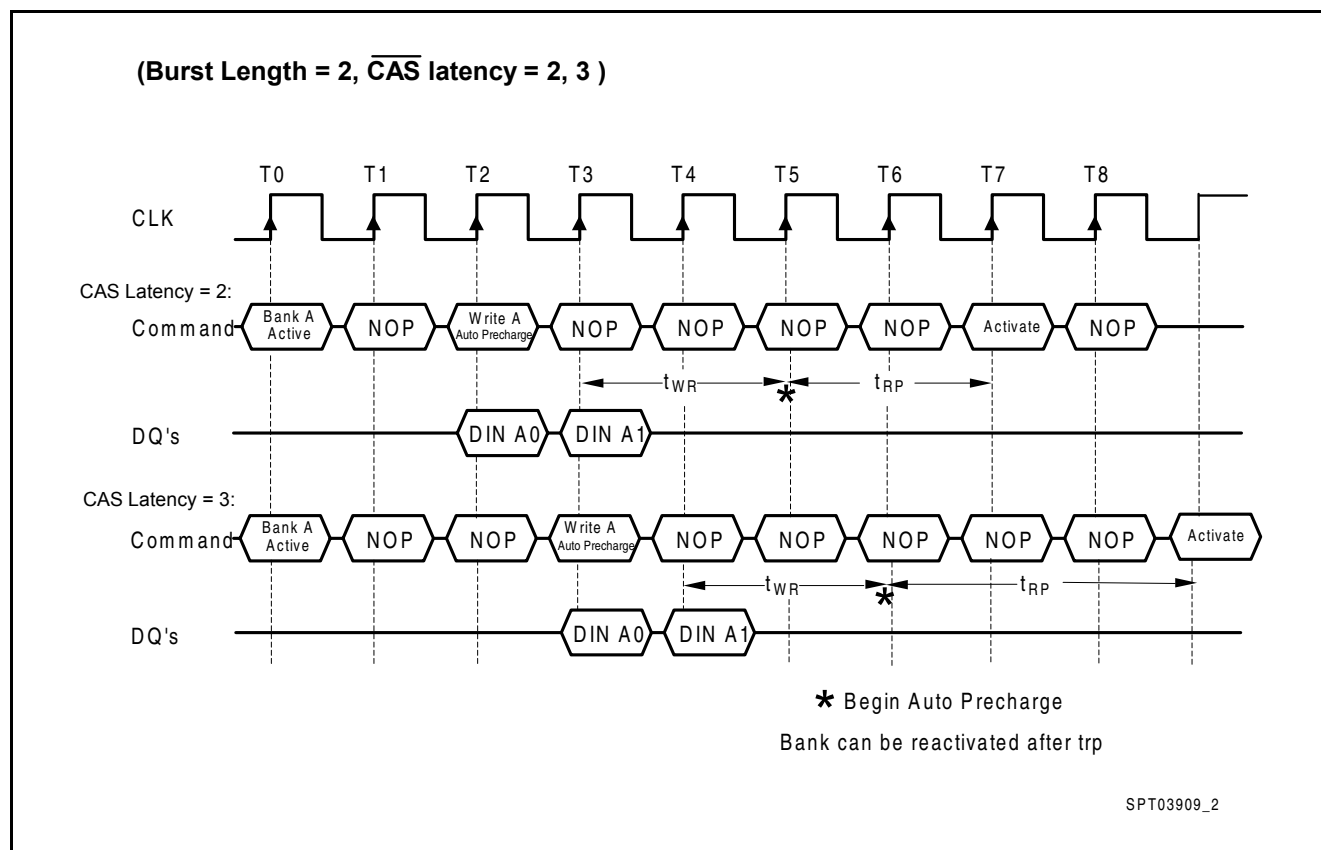 (Burst Length = 2, CAS latency = 2, 3 )
T0 T1 T2 T3 T4 T5 T6 T7 T8
CLK
CAS Latency = 2:
Command Bank A Active NOP Write A Auto Precharge NOP NOP NOP NOP Activate NOP
tWR tRP
*
DQ's DIN A0 DIN A1
CAS Latency = 3:
Command Bank A Active NOP NOP Write A Auto Precharge NOP NOP NOP NOP NOP Activate
tWR tRP
*
DQ's DIN A0 DIN A1
* Begin Auto Precharge
Bank can be reactivated after trp
SPT03909_2